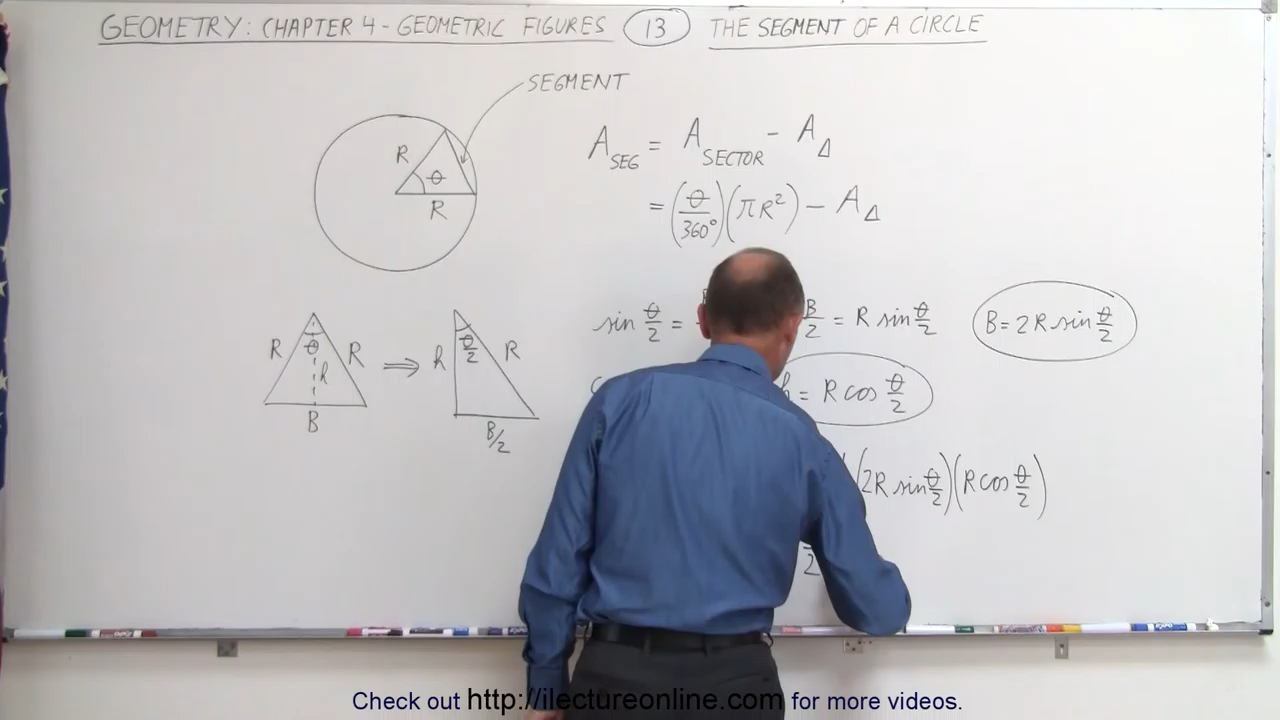 GEOMETRY: CHAPTER 4 - GEOMETRIC FIGURES 13 THE SEGMENT OF A CIRCLE
SEGMENT
R θ
R
A_SEG = A_SECTOR - A_Δ
= (θ/360°)(πR²) - A_Δ
R θ R
h
B
⇒
h θ/2 R
B/2
sin θ/2 =
B/2 = R sin θ/2
B = 2R sin θ/2
h = R cos θ/2
(2R sin θ/2)(R cos θ/2)
2
Check out http://ilectureonline.com for more videos.